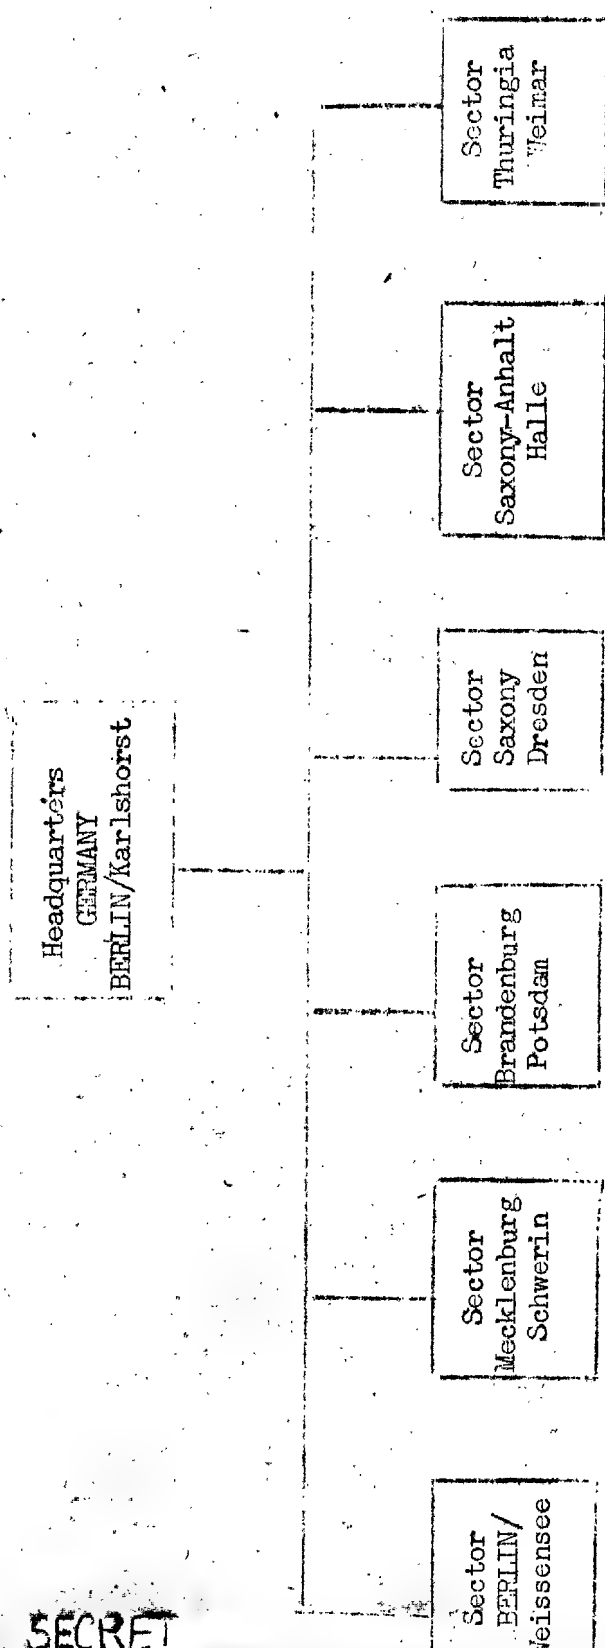 Headquarters
GERMANY
BERLIN/Karlshorst
Sector
BERLIN/
Weissensee
Sector
Mecklenburg
Schwerin
Sector
Brandenburg
Potsdam
Sector
Saxony
Dresden
Sector
Saxony-Anhalt
Halle
Sector
Thuringia
Weimar
SECRET